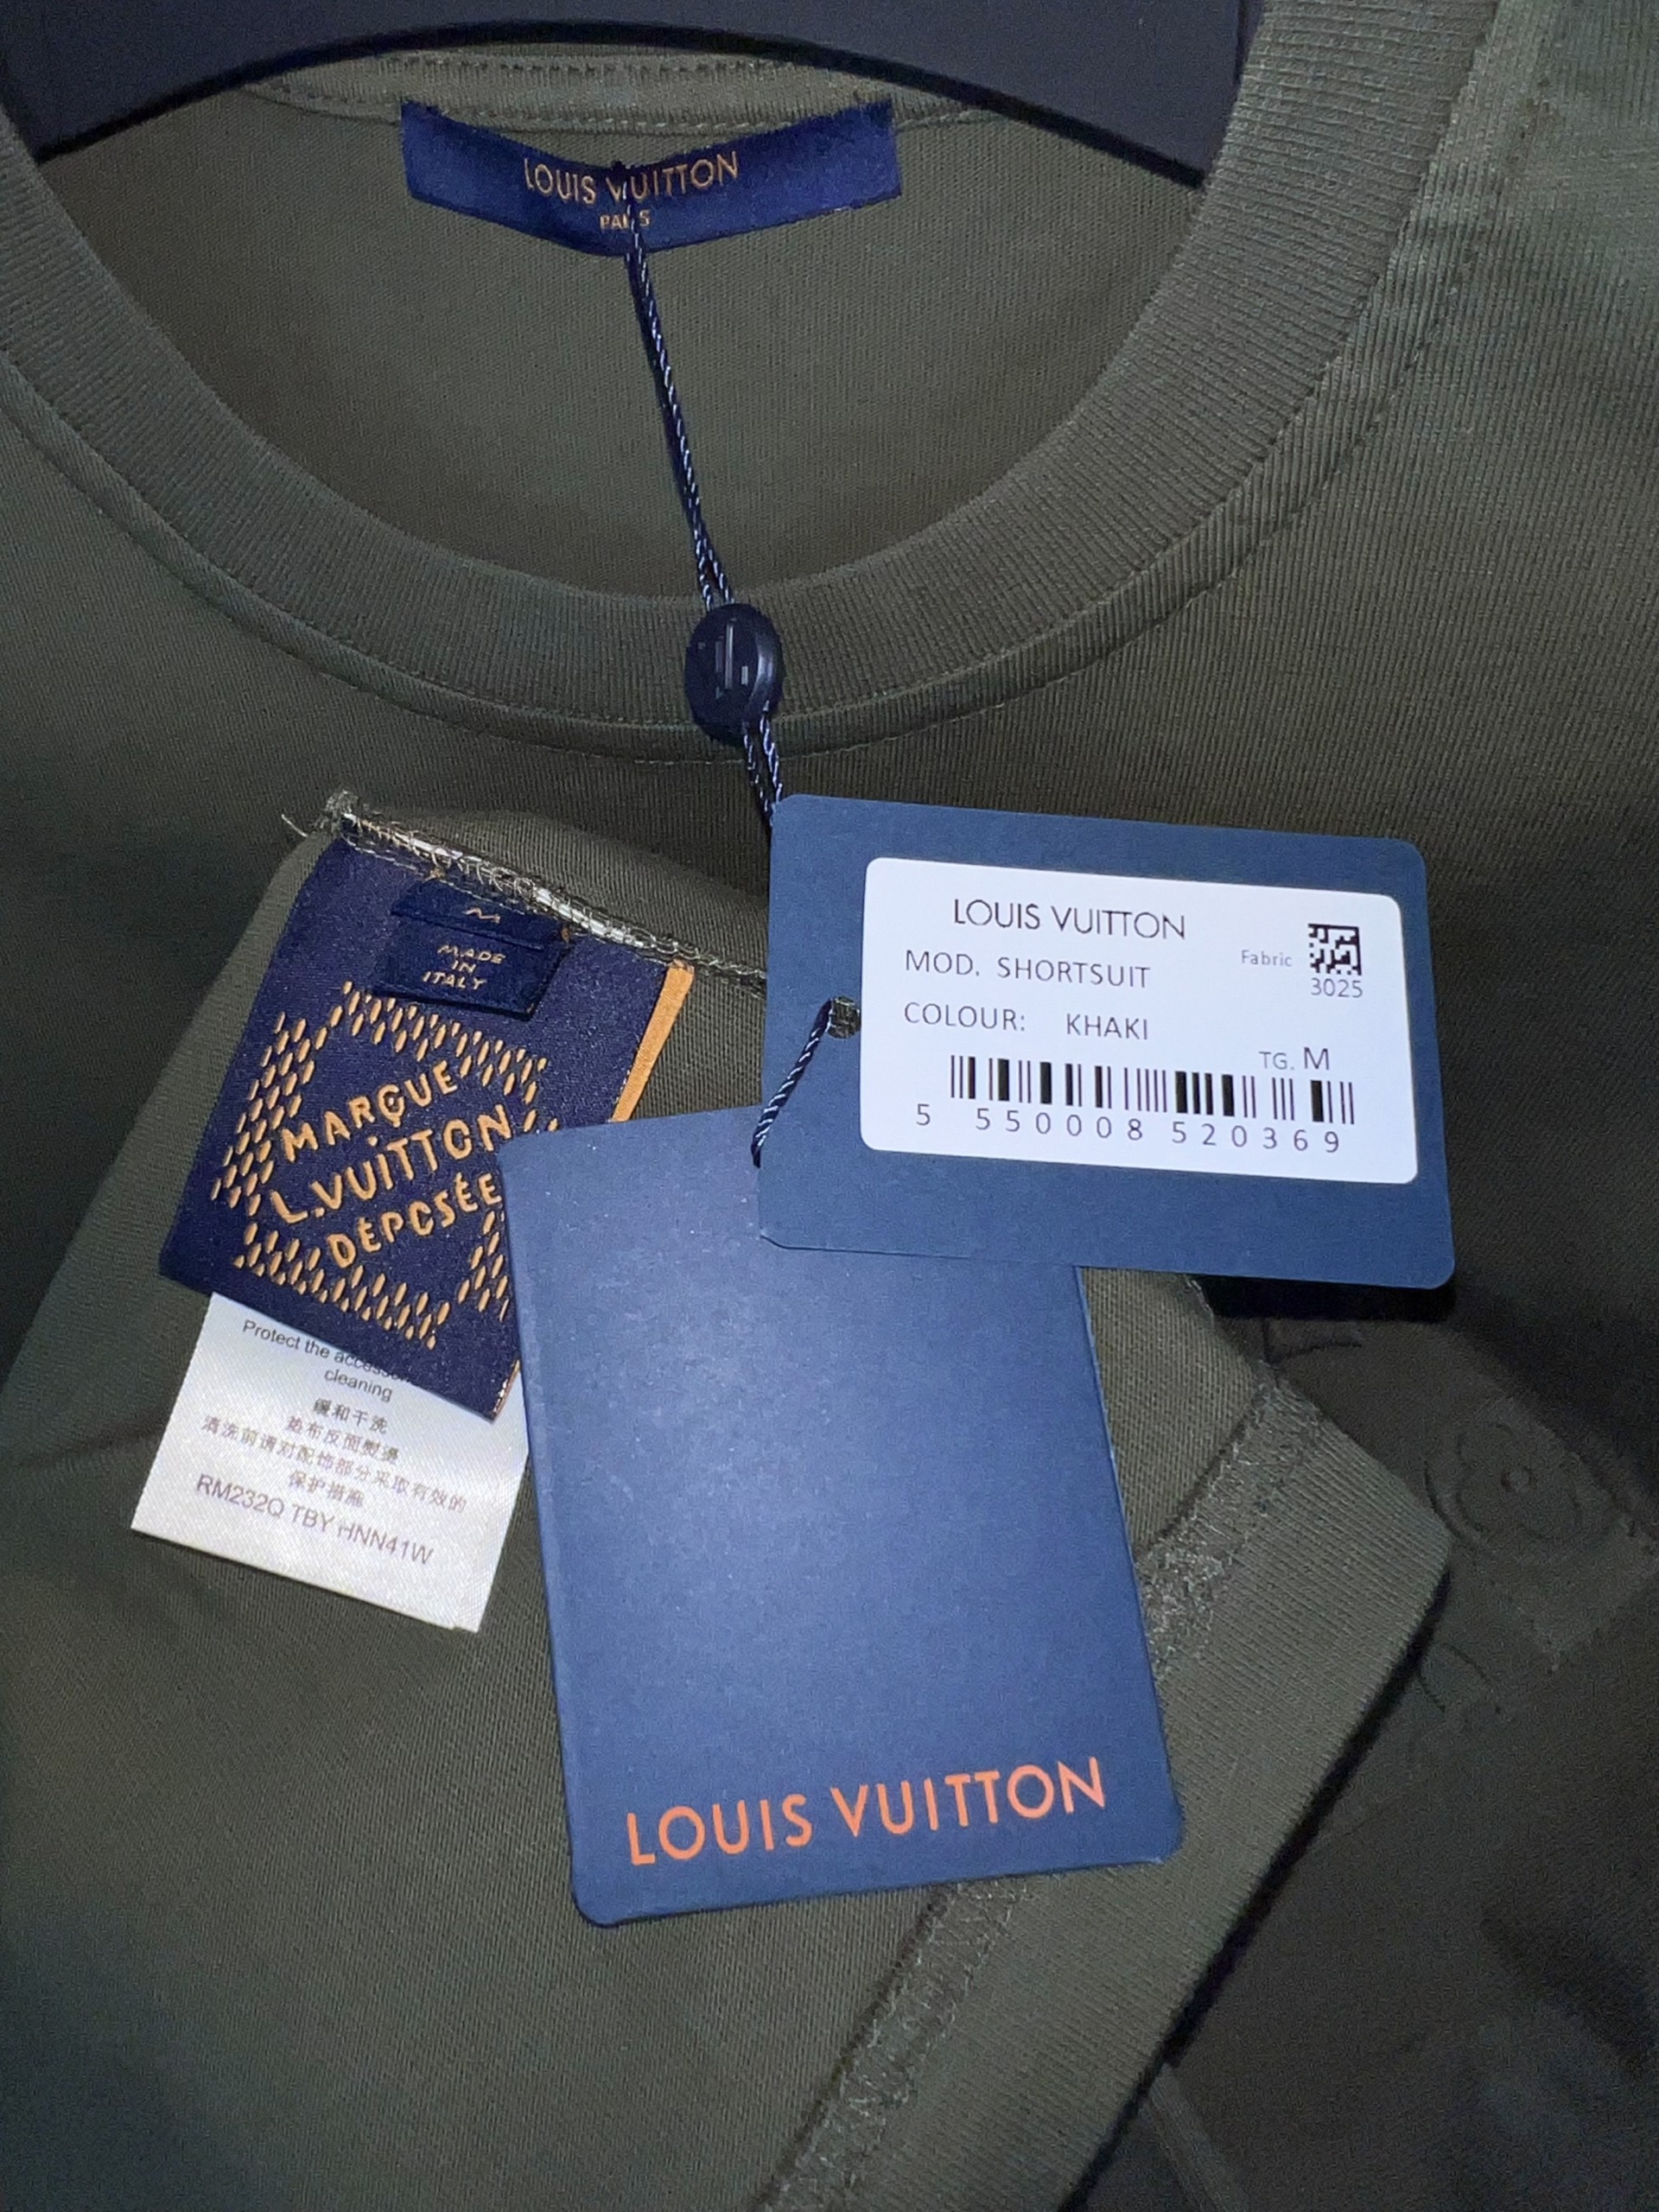 LOUIS VUITTON
PARIS
LOUIS VUITTON
MOD. SHORTSUIT
Fabric
3025
COLOUR: KHAKI
TG. M
5 550008 520369
M
MADE
IN
ITALY
MARQUE
L.VUITTON
DÉPOSÉE
Protect the
cleaning
缓和干洗
垫布反面熨烫
清洗前请对配饰部分采取有效的
保护措施
RM232Q TBY HNN41W
LOUIS VUITTON